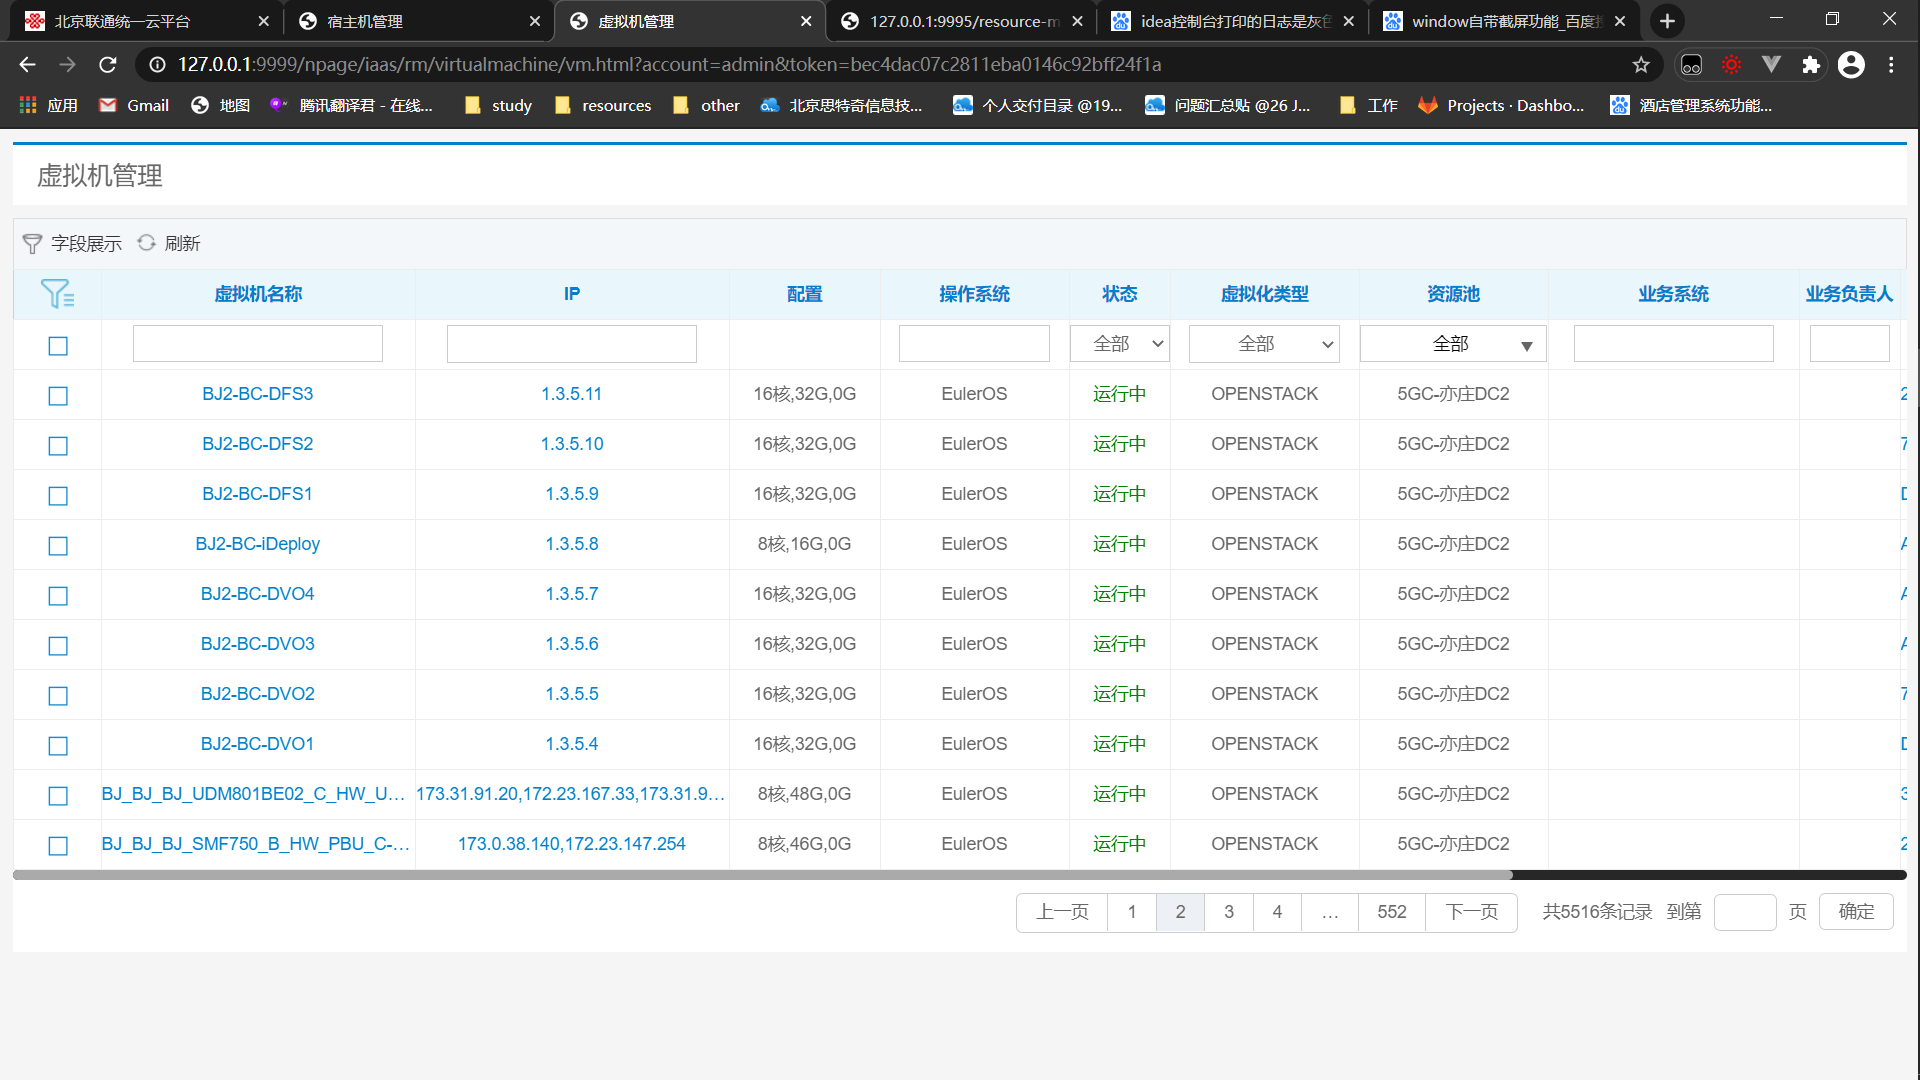 北京联通统一云平台
宿主机管理
虚拟机管理
127.0.0.1:9995/resource-m
idea控制台打印的日志是灰色
window自带截屏功能_百度搜
127.0.0.1:9999/npage/iaas/rm/virtualmachine/vm.html?account=admin&token=bec4dac07c2811eba0146c92bff24f1a
应用 Gmail 地图 腾讯翻译君 - 在线... study resources other 北京思特奇信息技... 个人交付目录 @19... 问题汇总贴 @26 J... 工作 Projects · Dashbo... 酒店管理系统功能...
虚拟机管理
字段展示 刷新
虚拟机名称 IP 配置 操作系统 状态 虚拟化类型 资源池 业务系统 业务负责人
全部 全部 全部
BJ2-BC-DFS3 1.3.5.11 16核,32G,0G EulerOS 运行中 OPENSTACK 5GC-亦庄DC2 2
BJ2-BC-DFS2 1.3.5.10 16核,32G,0G EulerOS 运行中 OPENSTACK 5GC-亦庄DC2 7
BJ2-BC-DFS1 1.3.5.9 16核,32G,0G EulerOS 运行中 OPENSTACK 5GC-亦庄DC2
BJ2-BC-iDeploy 1.3.5.8 8核,16G,0G EulerOS 运行中 OPENSTACK 5GC-亦庄DC2
BJ2-BC-DVO4 1.3.5.7 16核,32G,0G EulerOS 运行中 OPENSTACK 5GC-亦庄DC2
BJ2-BC-DVO3 1.3.5.6 16核,32G,0G EulerOS 运行中 OPENSTACK 5GC-亦庄DC2
BJ2-BC-DVO2 1.3.5.5 16核,32G,0G EulerOS 运行中 OPENSTACK 5GC-亦庄DC2 7
BJ2-BC-DVO1 1.3.5.4 16核,32G,0G EulerOS 运行中 OPENSTACK 5GC-亦庄DC2
BJ_BJ_BJ_UDM801BE02_C_HW_U... 173.31.91.20,172.23.167.33,173.31.9... 8核,48G,0G EulerOS 运行中 OPENSTACK 5GC-亦庄DC2 3
BJ_BJ_BJ_SMF750_B_HW_PBU_C-... 173.0.38.140,172.23.147.254 8核,46G,0G EulerOS 运行中 OPENSTACK 5GC-亦庄DC2 2
上一页 1 2 3 4 … 552 下一页 共5516条记录 到第 页 确定